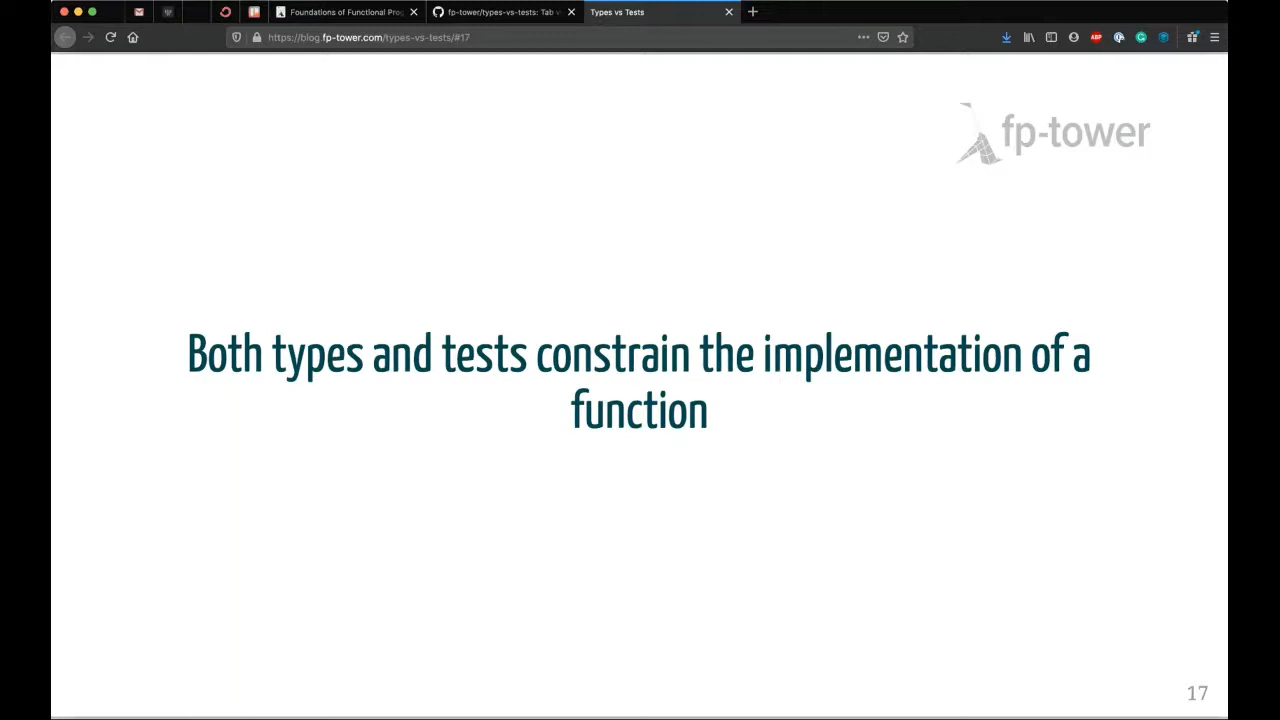 Foundations of Functional Prog
fp-tower/types-vs-tests: Tab v
Types vs Tests
https://blog.fp-tower.com/types-vs-tests/#17
ABP
fp-tower
Both types and tests constrain the implementation of a
function
17